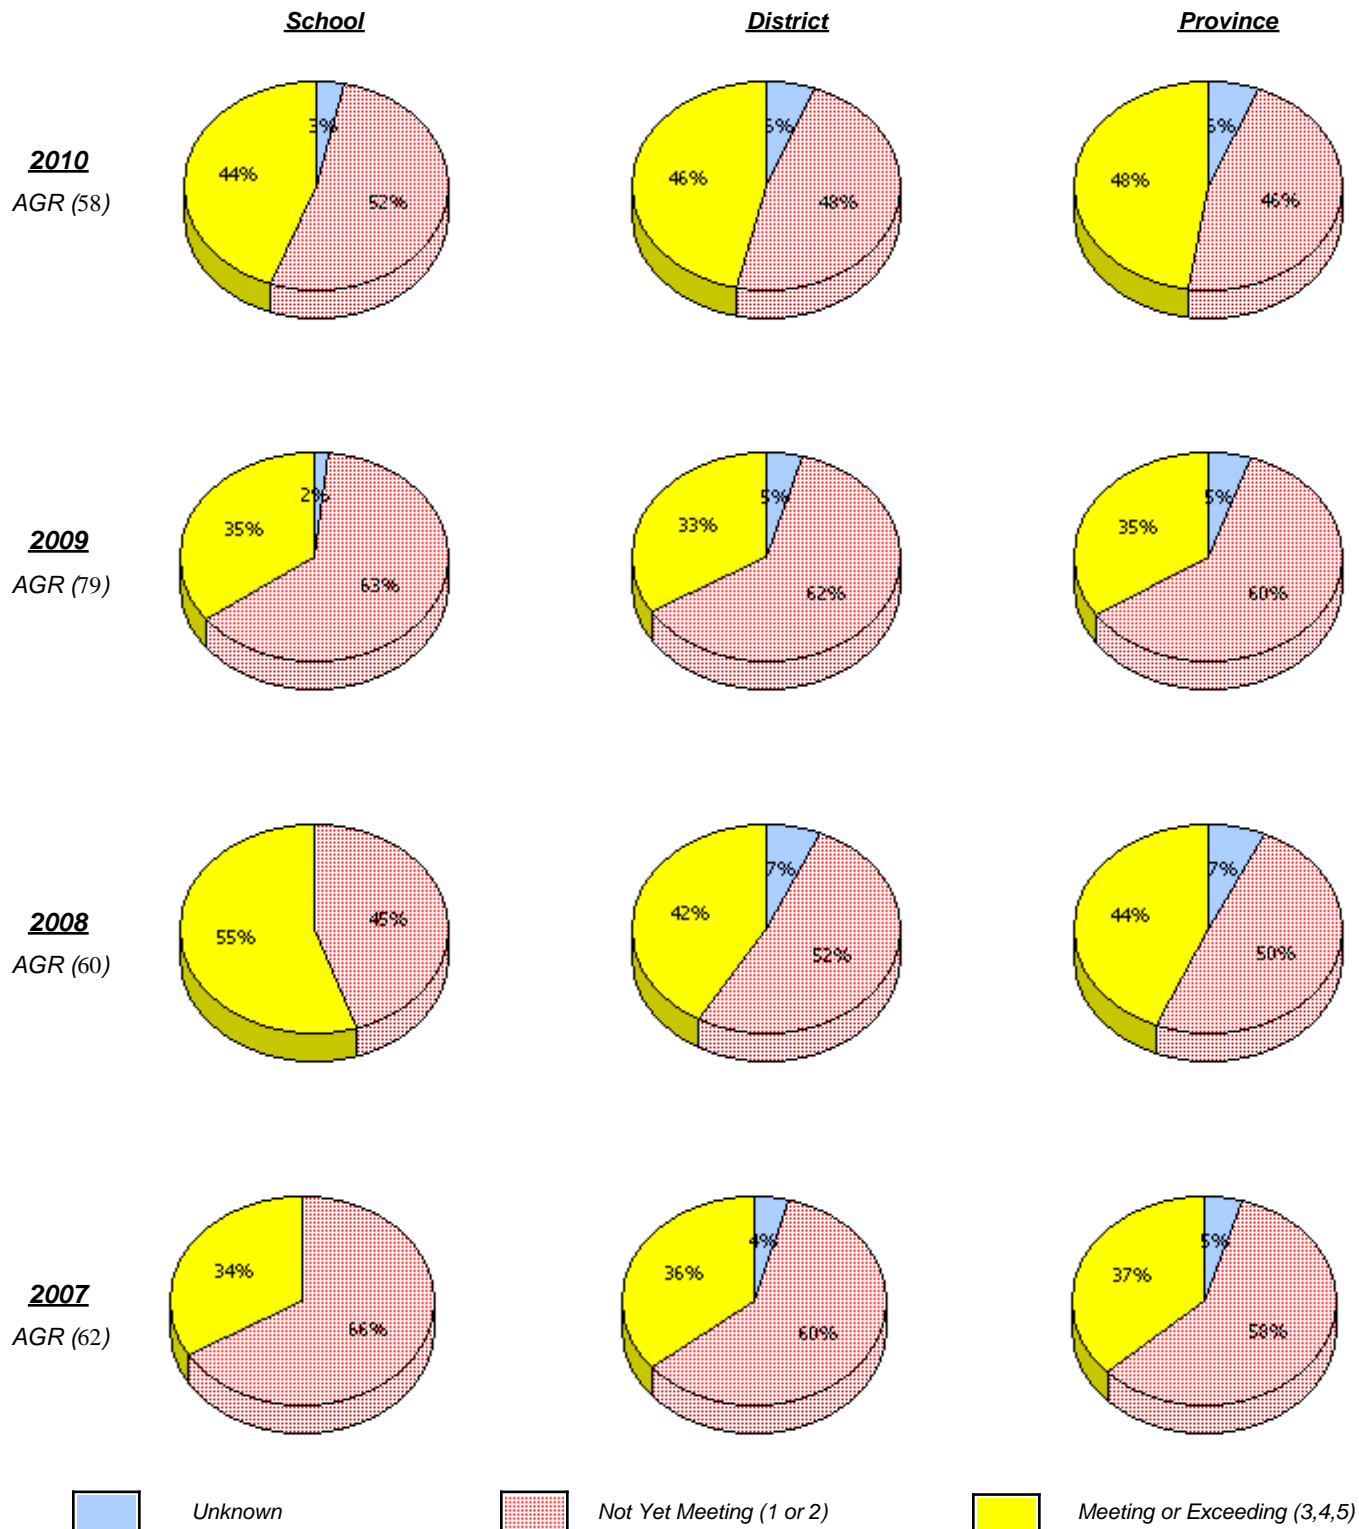 School District Province
3% 6% 6%
2010
44% 52% 46% 48% 48% 46%
AGR (58)
2% 5% 5%
2009
35% 63% 33% 62% 35% 60%
AGR (79)
7% 7%
2008
55% 45% 42% 52% 44% 50%
AGR (60)
4% 5%
2007
34% 66% 36% 60% 37% 58%
AGR (62)
Unknown Not Yet Meeting (1 or 2) Meeting or Exceeding (3,4,5)